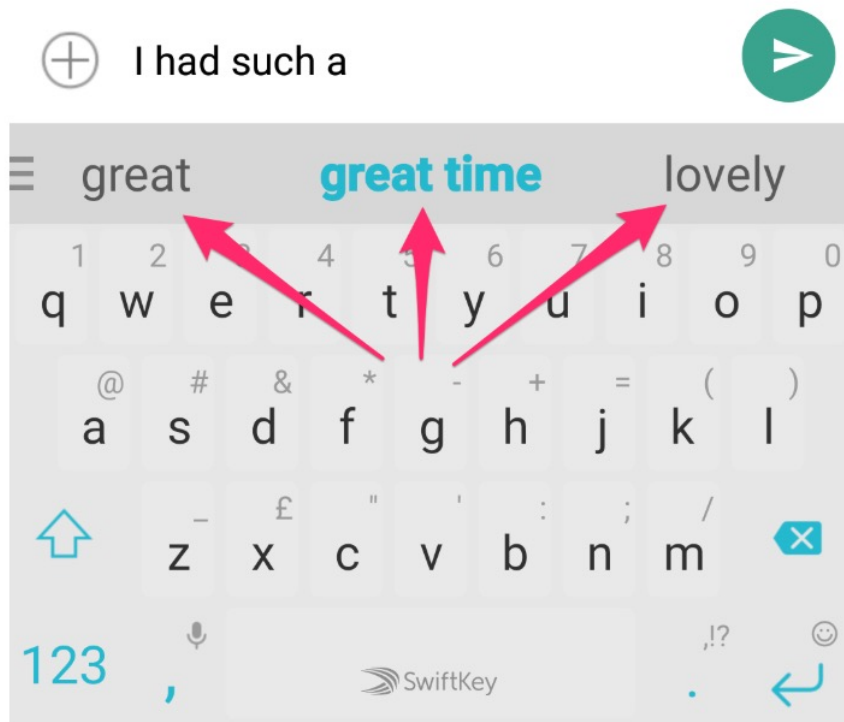 I had such a
great great time lovely
1 2 3 4 5 6 7 8 9 0
q w e r t y u i o p
@ # & * - + = ( )
a s d f g h j k l
_ £ " ' : ; /
z x c v b n m
,!?
123 , SwiftKey .